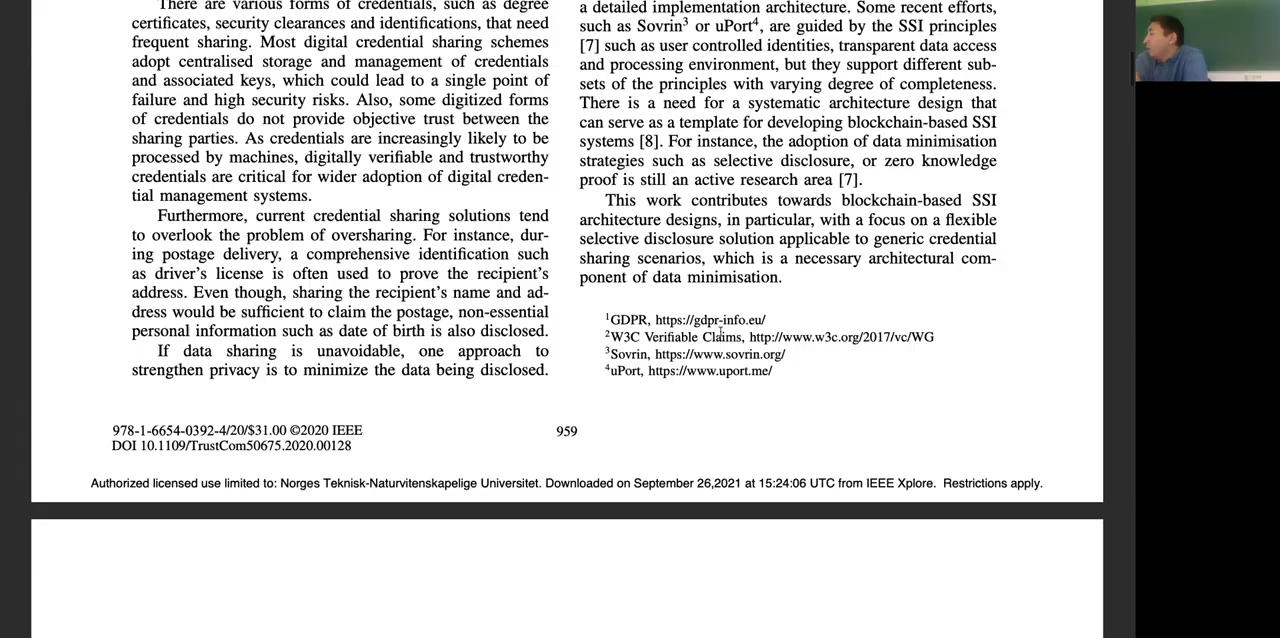 There are various forms of credentials, such as degree
certificates, security clearances and identifications, that need
frequent sharing. Most digital credential sharing schemes
adopt centralised storage and management of credentials
and associated keys, which could lead to a single point of
failure and high security risks. Also, some digitized forms
of credentials do not provide objective trust between the
sharing parties. As credentials are increasingly likely to be
processed by machines, digitally verifiable and trustworthy
credentials are critical for wider adoption of digital creden-
tial management systems.
Furthermore, current credential sharing solutions tend
to overlook the problem of oversharing. For instance, dur-
ing postage delivery, a comprehensive identification such
as driver's license is often used to prove the recipient's
address. Even though, sharing the recipient's name and ad-
dress would be sufficient to claim the postage, non-essential
personal information such as date of birth is also disclosed.
If data sharing is unavoidable, one approach to
strengthen privacy is to minimize the data being disclosed.
a detailed implementation architecture. Some recent efforts,
such as Sovrin³ or uPort⁴, are guided by the SSI principles
[7] such as user controlled identities, transparent data access
and processing environment, but they support different sub-
sets of the principles with varying degree of completeness.
There is a need for a systematic architecture design that
can serve as a template for developing blockchain-based SSI
systems [8]. For instance, the adoption of data minimisation
strategies such as selective disclosure, or zero knowledge
proof is still an active research area [7].
This work contributes towards blockchain-based SSI
architecture designs, in particular, with a focus on a flexible
selective disclosure solution applicable to generic credential
sharing scenarios, which is a necessary architectural com-
ponent of data minimisation.
¹GDPR, https://gdpr-info.eu/
²W3C Verifiable Claims, http://www.w3c.org/2017/vc/WG
³Sovrin, https://www.sovrin.org/
⁴uPort, https://www.uport.me/
978-1-6654-0392-4/20/$31.00 ©2020 IEEE
DOI 10.1109/TrustCom50675.2020.00128
959
Authorized licensed use limited to: Norges Teknisk-Naturvitenskapelige Universitet. Downloaded on September 26,2021 at 15:24:06 UTC from IEEE Xplore. Restrictions apply.